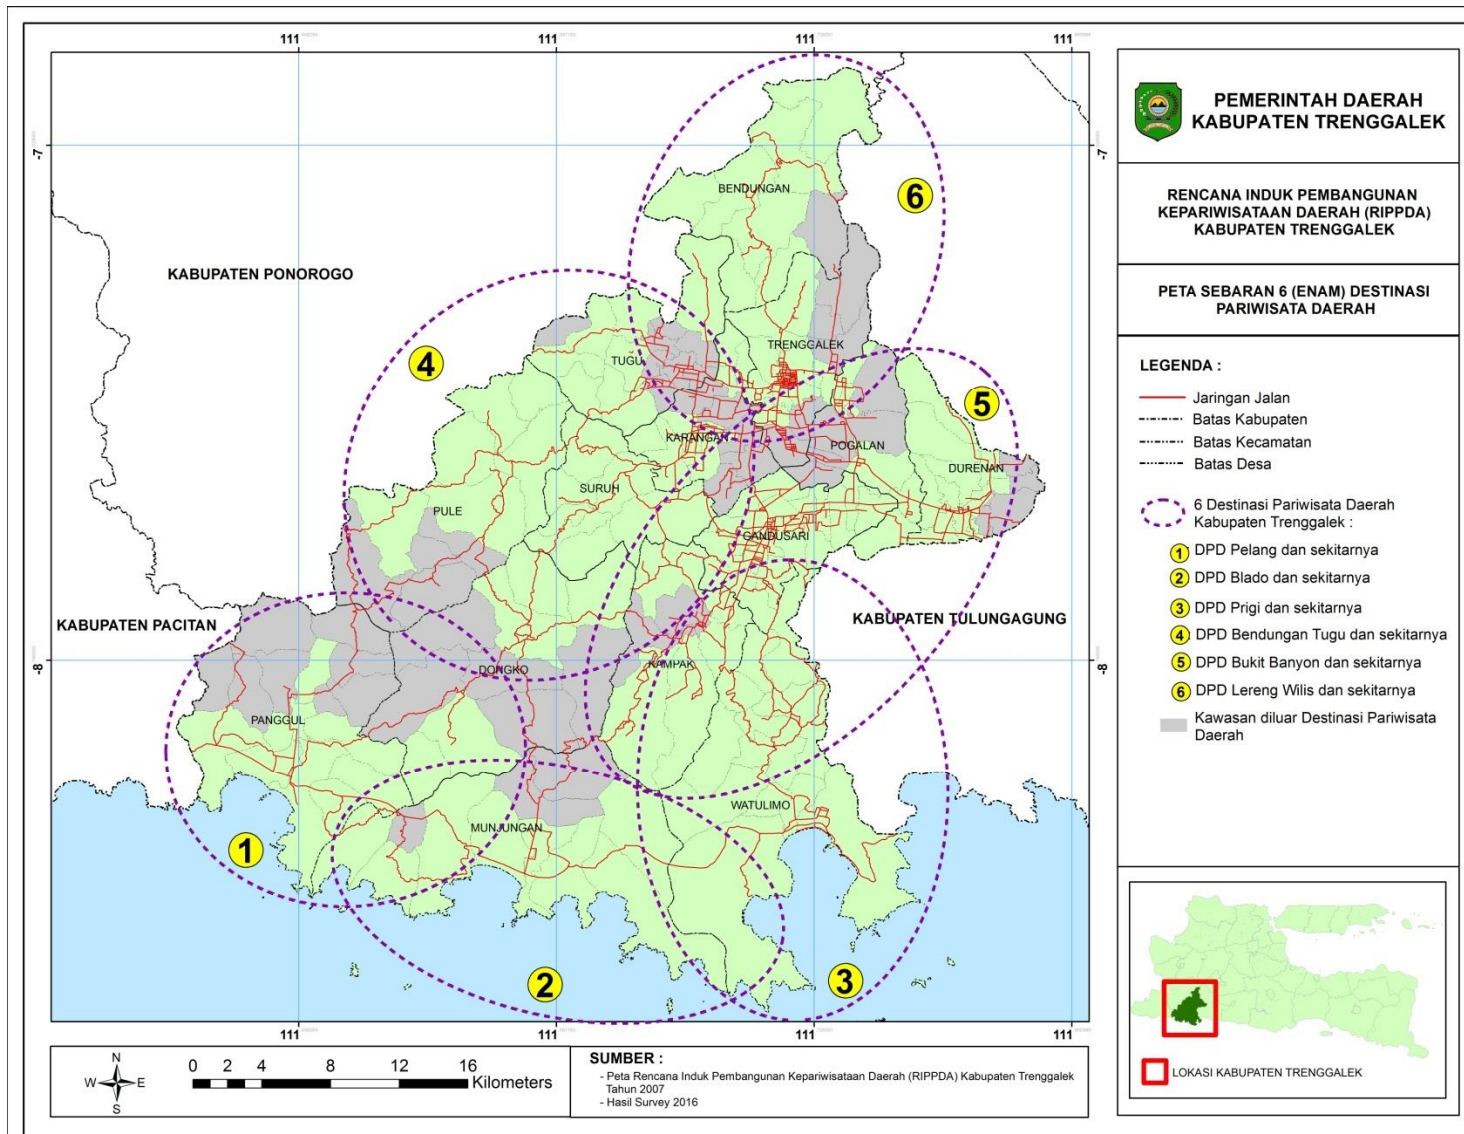 111
111
111
111
-7
-7
-8
-8
KABUPATEN PONOROGO
KABUPATEN PACITAN
KABUPATEN TULUNGAGUNG
BENDUNGAN
TRENGGALEK
TUGU
KARANGAN
POGALAN
DURENAN
SURUH
PULE
GANDUSARI
DONGKO
KAMPAK
PANGGUL
MUNJUNGAN
WATULIMO
6
4
5
1
2
3
111
111
111
111
N
W E
S
0 2 4 8 12 16
Kilometers
SUMBER :
- Peta Rencana Induk Pembangunan Kepariwisataan Daerah (RIPPDA) Kabupaten Trenggalek
Tahun 2007
- Hasil Survey 2016
PEMERINTAH DAERAH
KABUPATEN TRENGGALEK
RENCANA INDUK PEMBANGUNAN
KEPARIWISATAAN DAERAH (RIPPDA)
KABUPATEN TRENGGALEK
PETA SEBARAN 6 (ENAM) DESTINASI
PARIWISATA DAERAH
LEGENDA :
Jaringan Jalan
Batas Kabupaten
Batas Kecamatan
Batas Desa
6 Destinasi Pariwisata Daerah
Kabupaten Trenggalek :
1 DPD Pelang dan sekitarnya
2 DPD Blado dan sekitarnya
3 DPD Prigi dan sekitarnya
4 DPD Bendungan Tugu dan sekitarnya
5 DPD Bukit Banyon dan sekitarnya
6 DPD Lereng Wilis dan sekitarnya
Kawasan diluar Destinasi Pariwisata
Daerah
LOKASI KABUPATEN TRENGGALEK